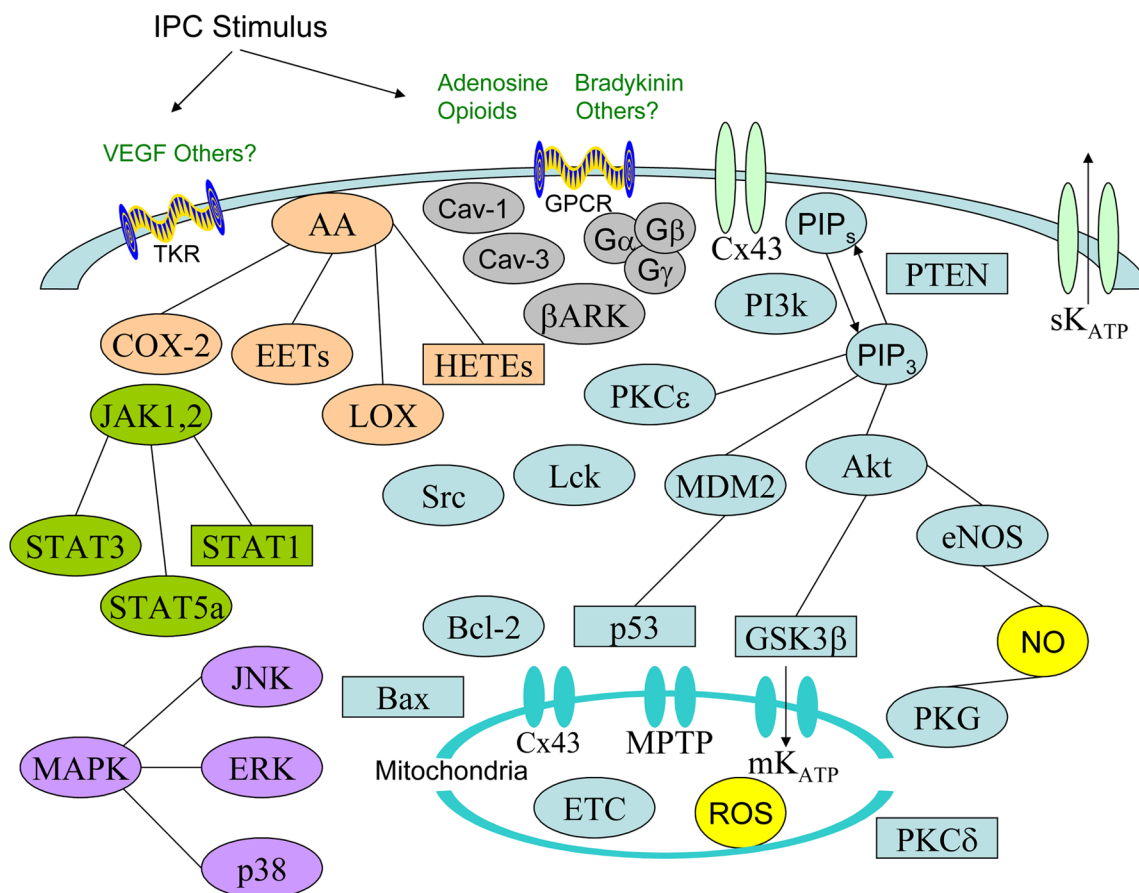 IPC Stimulus
Adenosine
Opioids
Bradykinin
Others?
VEGF Others?
TKR
GPCR
AA
Cav-1
Cav-3
Gα
Gβ
Gγ
βARK
Cx43
PIPs
PTEN
sKATP
PI3k
PIP3
COX-2
EETs
HETEs
LOX
PKCε
JAK1,2
Src
Lck
MDM2
Akt
eNOS
STAT3
STAT1
STAT5a
Bcl-2
p53
GSK3β
NO
JNK
Bax
PKG
Cx43
MPTP
mKATP
Mitochondria
MAPK
ERK
ETC
ROS
PKCδ
p38